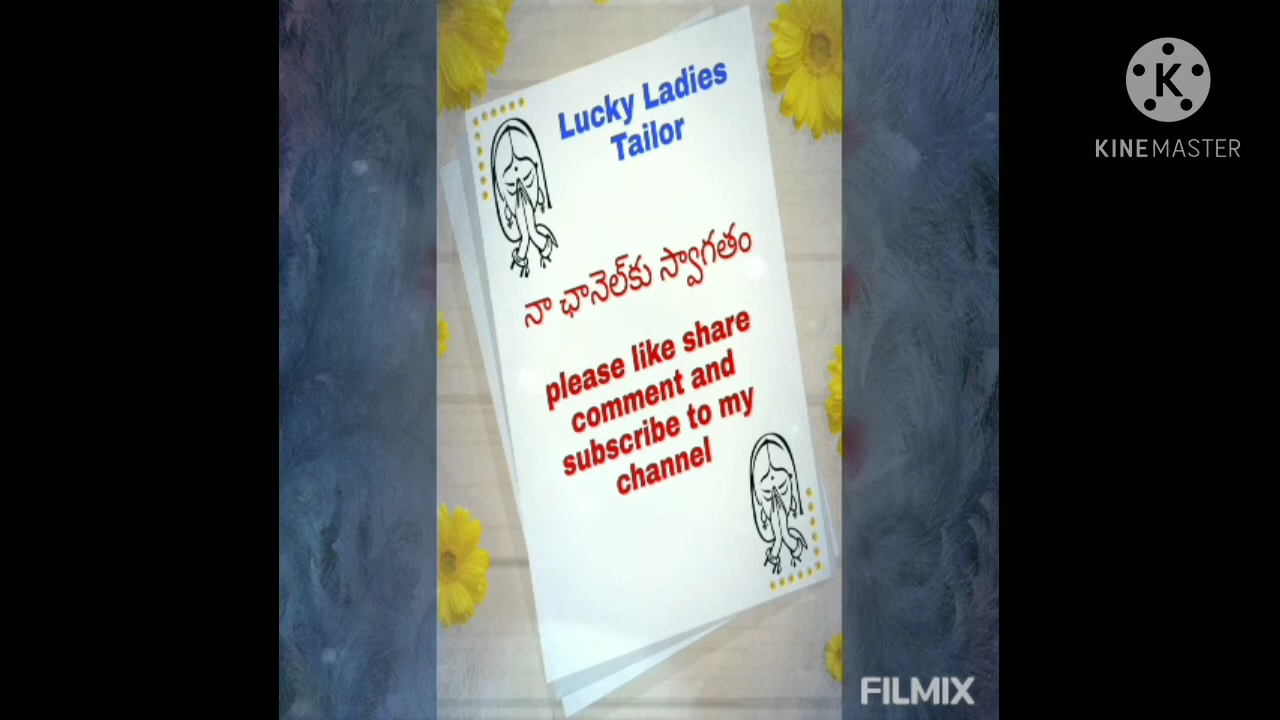 Lucky Ladies
Tailor
నా ఛానెల్‌కు స్వాగతం
please like share
comment and
subscribe to my
channel
KINEMASTER
FILMIX